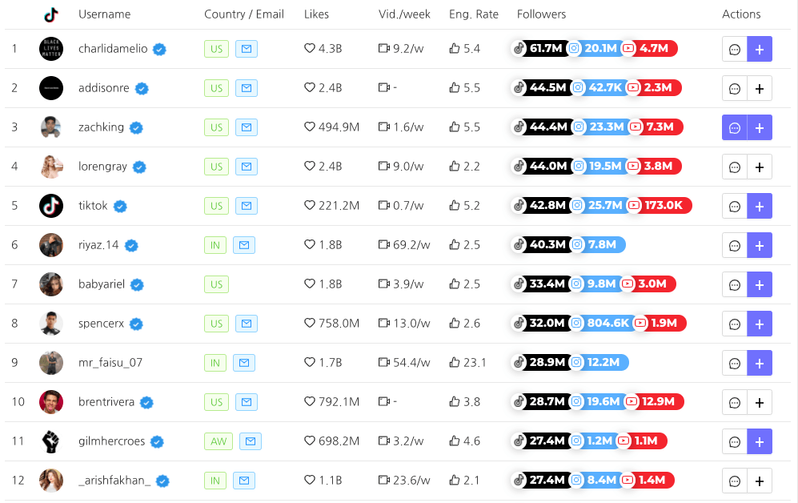 Username Country / Email Likes Vid./week Eng. Rate Followers Actions
1 BLACK LIVES MATTER charlidamelio US 4.3B 9.2/w 5.4 61.7M 20.1M 4.7M
2 addisonre US 2.4B - 5.5 44.5M 42.7K 2.3M
3 zachking US 494.9M 1.6/w 5.5 44.4M 23.3M 7.3M
4 lorengray US 2.4B 9.0/w 2.2 44.0M 19.5M 3.8M
5 tiktok US 221.2M 0.7/w 5.2 42.8M 25.7M 173.0K
6 riyaz.14 IN 1.8B 69.2/w 2.5 40.3M 7.8M
7 babyariel US 1.8B 3.9/w 2.5 33.4M 9.8M 3.0M
8 spencerx US 758.0M 13.0/w 2.6 32.0M 804.6K 1.9M
9 mr_faisu_07 IN 1.7B 54.4/w 23.1 28.9M 12.2M
10 brentrivera US 792.1M - 3.8 28.7M 19.6M 12.9M
11 gilmhercroes AW 698.2M 3.2/w 4.6 27.4M 1.2M 1.1M
12 _arishfakhan_ IN 1.1B 23.6/w 2.1 27.4M 8.4M 1.4M